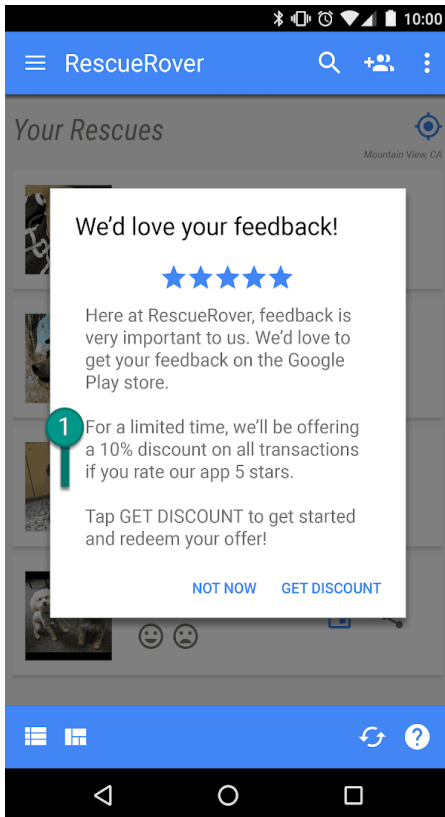 10:00
RescueRover
Your Rescues
Mountain View, CA
We’d love your feedback!
Here at RescueRover, feedback is
very important to us. We’d love to
get your feedback on the Google
Play store.
1
For a limited time, we’ll be offering
a 10% discount on all transactions
if you rate our app 5 stars.
Tap GET DISCOUNT to get started
and redeem your offer!
NOT NOW GET DISCOUNT